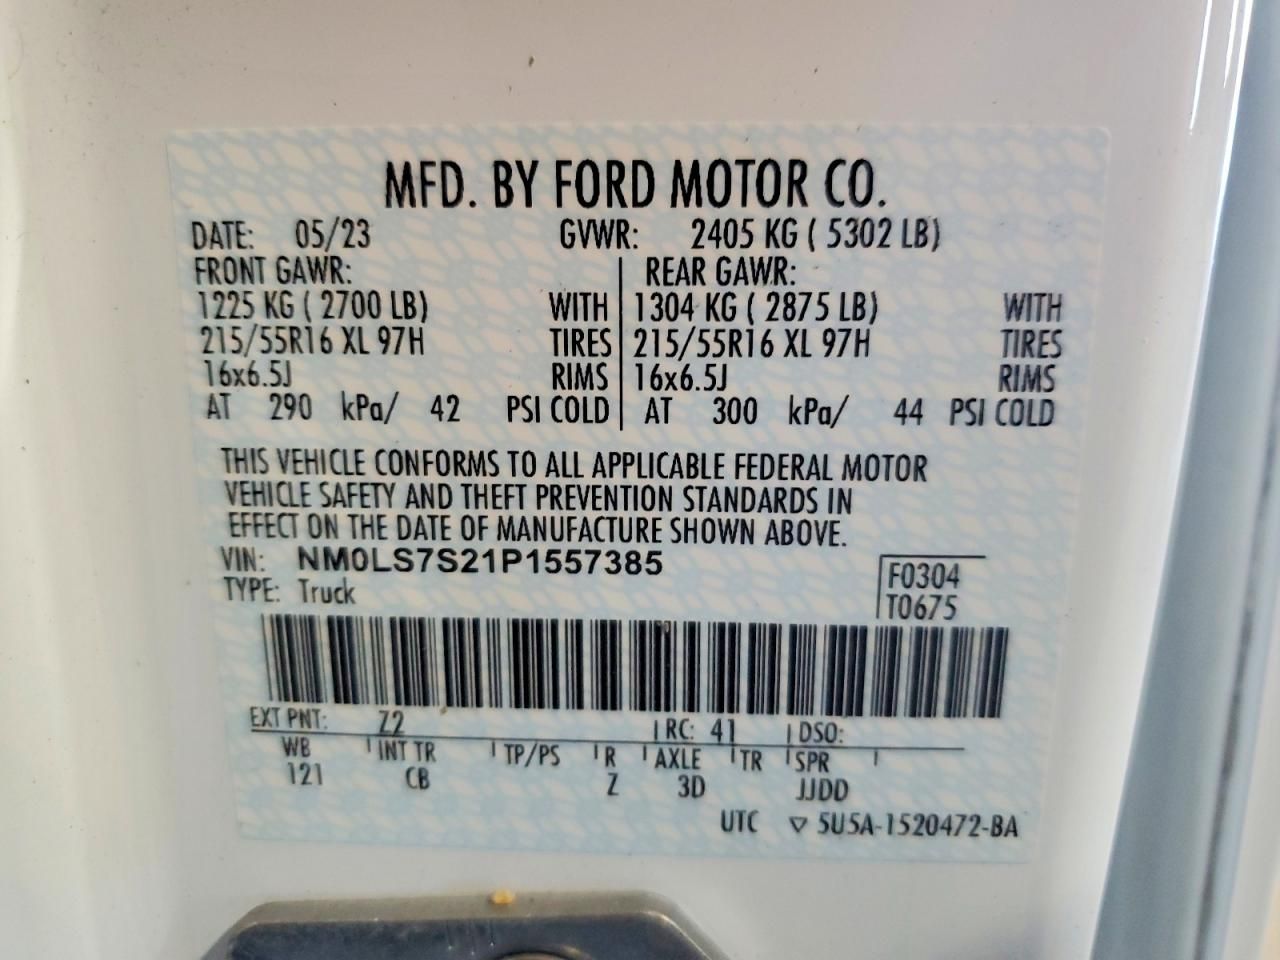 MFD. BY FORD MOTOR CO.
DATE: 05/23 GVWR: 2405 KG ( 5302 LB)
FRONT GAWR: REAR GAWR:
1225 KG ( 2700 LB) WITH 1304 KG ( 2875 LB) WITH
215/55R16 XL 97H TIRES 215/55R16 XL 97H TIRES
16x6.5J RIMS 16x6.5J RIMS
AT 290 kPa/ 42 PSI COLD AT 300 kPa/ 44 PSI COLD
THIS VEHICLE CONFORMS TO ALL APPLICABLE FEDERAL MOTOR
VEHICLE SAFETY AND THEFT PREVENTION STANDARDS IN
EFFECT ON THE DATE OF MANUFACTURE SHOWN ABOVE.
VIN: NM0LS7S21P1557385
F0304
TYPE: Truck
T0675
EXT PNT: Z2 RC: 41 DSO:
WB INT TR TP/PS R AXLE TR SPR
121 CB Z 3D JJDD
UTC ▽ 5U5A-1520472-BA